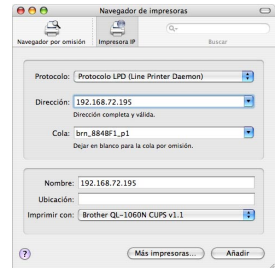 Navegador de impresoras
Navegador por omisión
Impresora IP
Buscar
Protocolo: Protocolo LPD (Line Printer Daemon)
Dirección: 192.168.72.195
Dirección completa y válida.
Cola: brn_884BF1_p1
Dejar en blanco para la cola por omisión.
Nombre: 192.168.72.195
Ubicación:
Imprimir con: Brother QL-1060N CUPS v1.1
? Más impresoras... Añadir